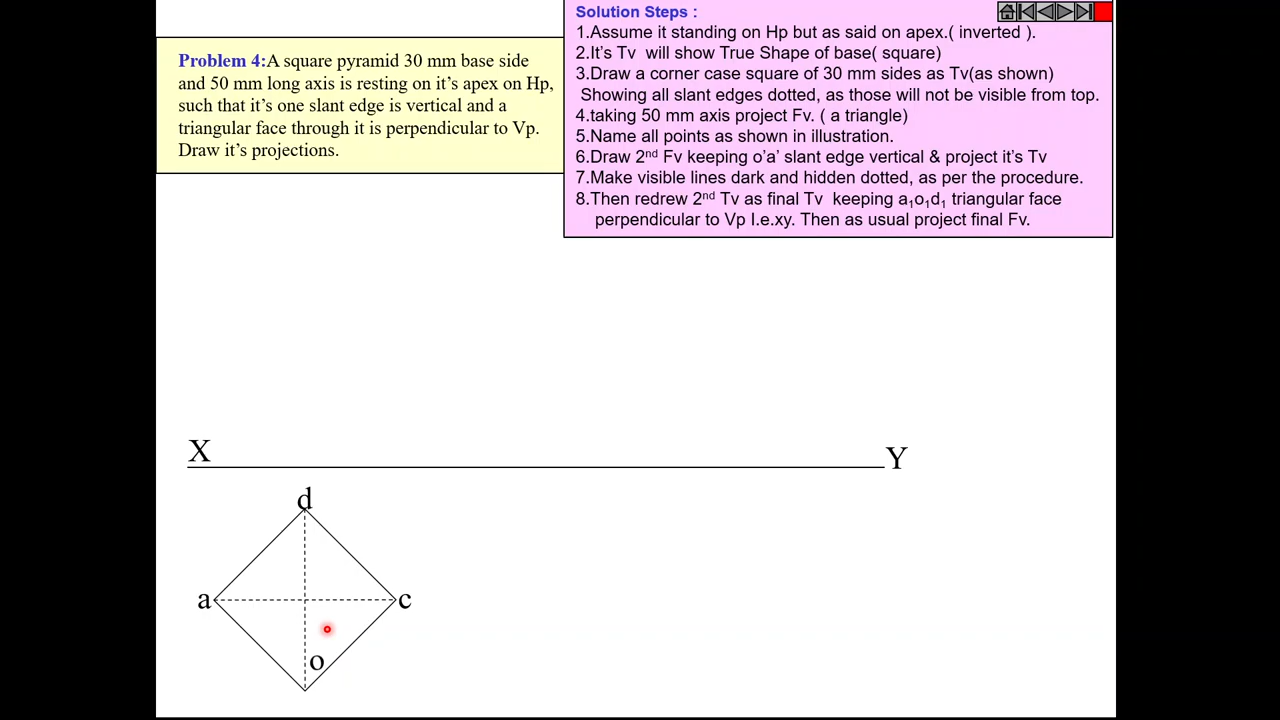 Problem 4:A square pyramid 30 mm base side
and 50 mm long axis is resting on it's apex on Hp,
such that it's one slant edge is vertical and a
triangular face through it is perpendicular to Vp.
Draw it's projections.
Solution Steps :
1.Assume it standing on Hp but as said on apex.( inverted ).
2.It's Tv will show True Shape of base( square)
3.Draw a corner case square of 30 mm sides as Tv(as shown)
Showing all slant edges dotted, as those will not be visible from top.
4.taking 50 mm axis project Fv. ( a triangle)
5.Name all points as shown in illustration.
6.Draw 2nd Fv keeping o'a' slant edge vertical & project it's Tv
7.Make visible lines dark and hidden dotted, as per the procedure.
8.Then redrew 2nd Tv as final Tv keeping a1o1d1 triangular face
perpendicular to Vp I.e.xy. Then as usual project final Fv.
X
Y
d
a
c
o